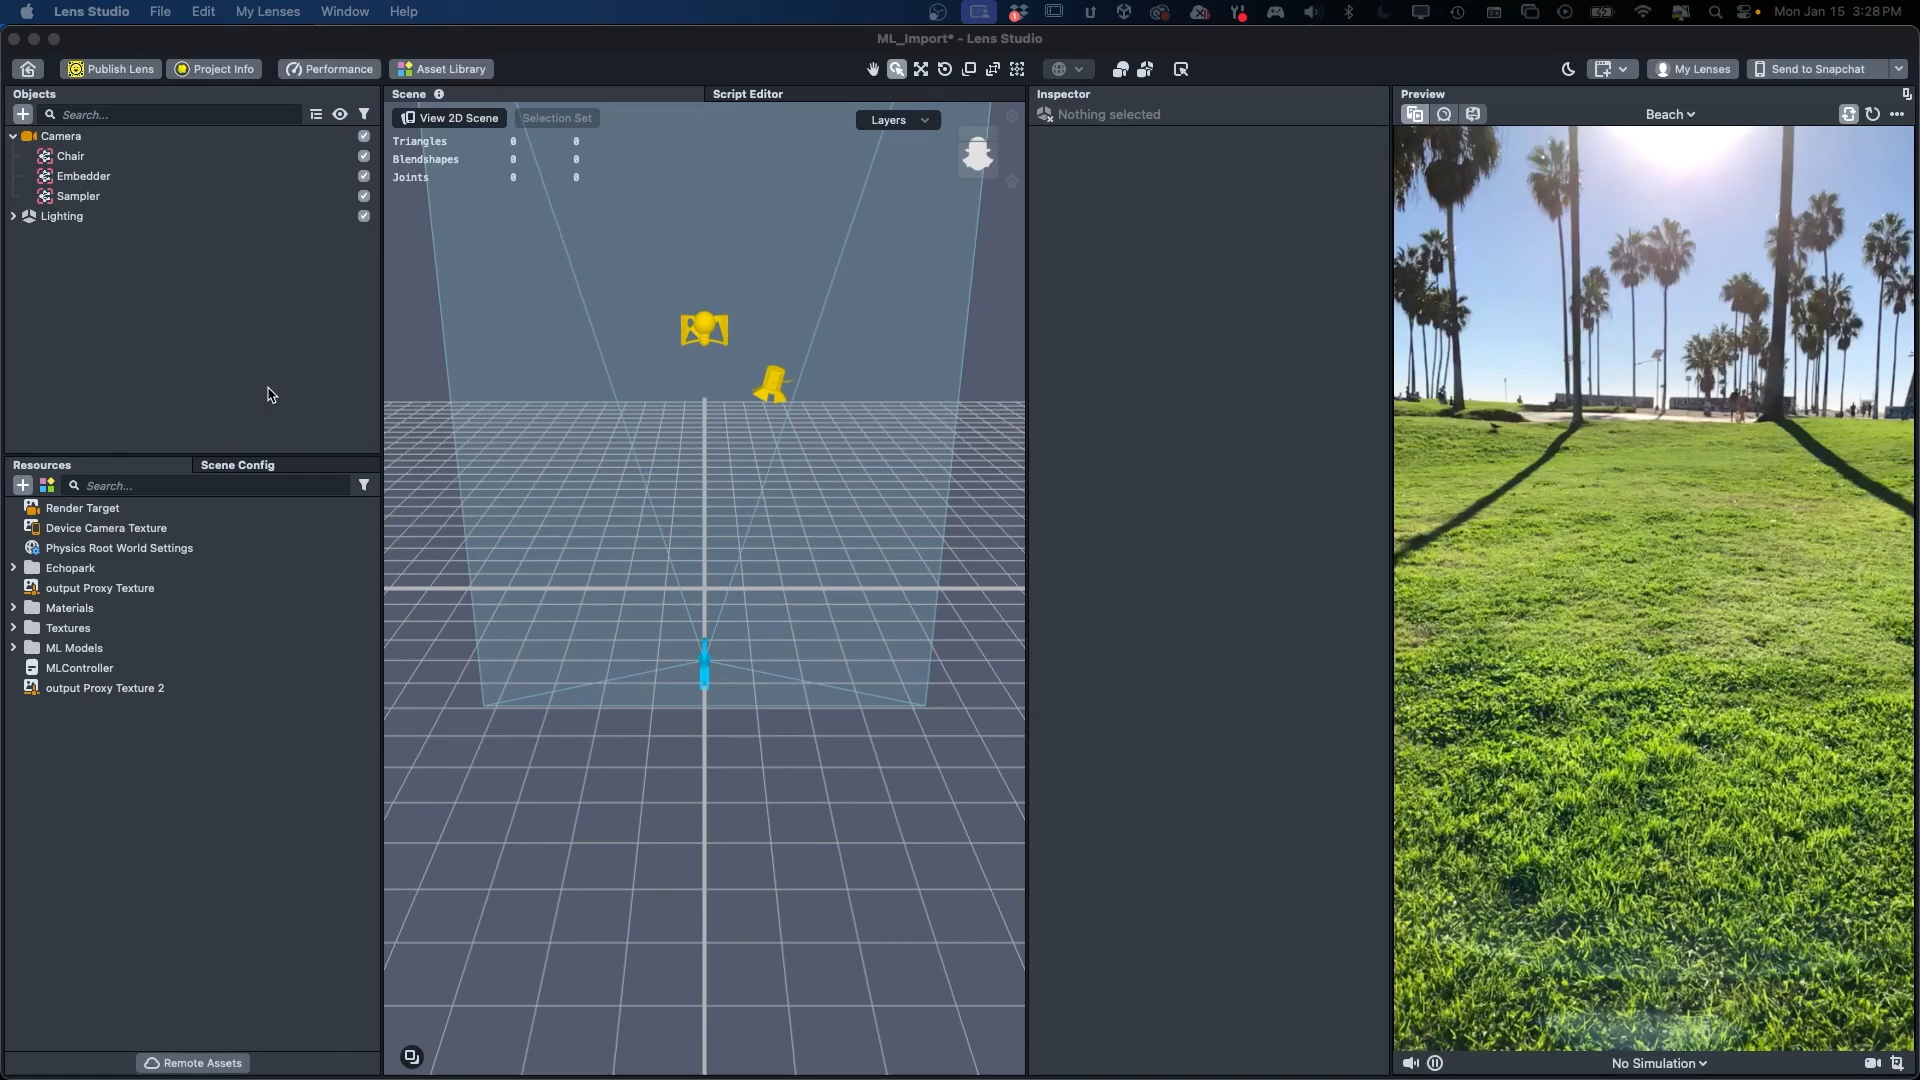 Lens Studio File Edit My Lenses Window Help
1
Mon Jan 15 3:28 PM
ML_Import* - Lens Studio
Publish Lens
Project Info
Performance
Asset Library
My Lenses
Send to Snapchat
Objects
Search...
Camera
Chair
Embedder
Sampler
Lighting
Resources
Scene Config
Search...
Render Target
Device Camera Texture
Physics Root World Settings
Echopark
output Proxy Texture
Materials
Textures
ML Models
MLController
output Proxy Texture 2
Remote Assets
Scene
Script Editor
View 2D Scene
Selection Set
Layers
Triangles 0 0
Blendshapes 0 0
Joints 0 0
Inspector
Nothing selected
Preview
Beach
No Simulation